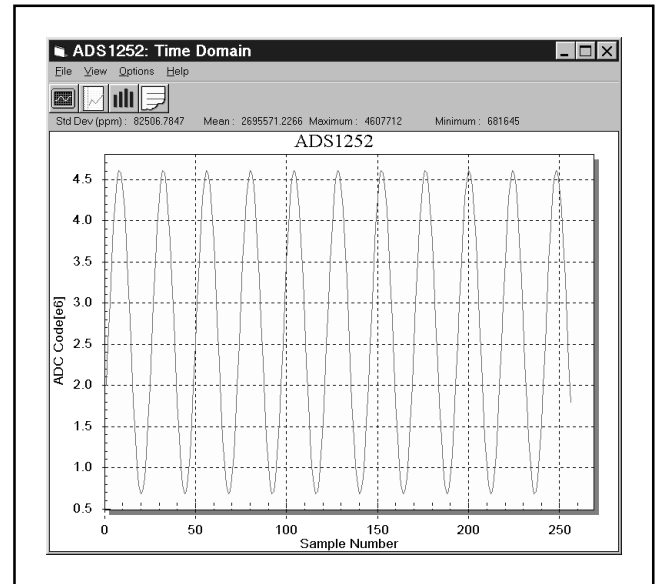 ADS1252: Time Domain
File View Options Help
Std Dev (ppm) : 82506.7847 Mean : 2695571.2266 Maximum : 4607712 Minimum : 681645
ADS1252
ADC Code[e6]
4.5
4.0
3.5
3.0
2.5
2.0
1.5
1.0
0.5
0 50 100 150 200 250
Sample Number